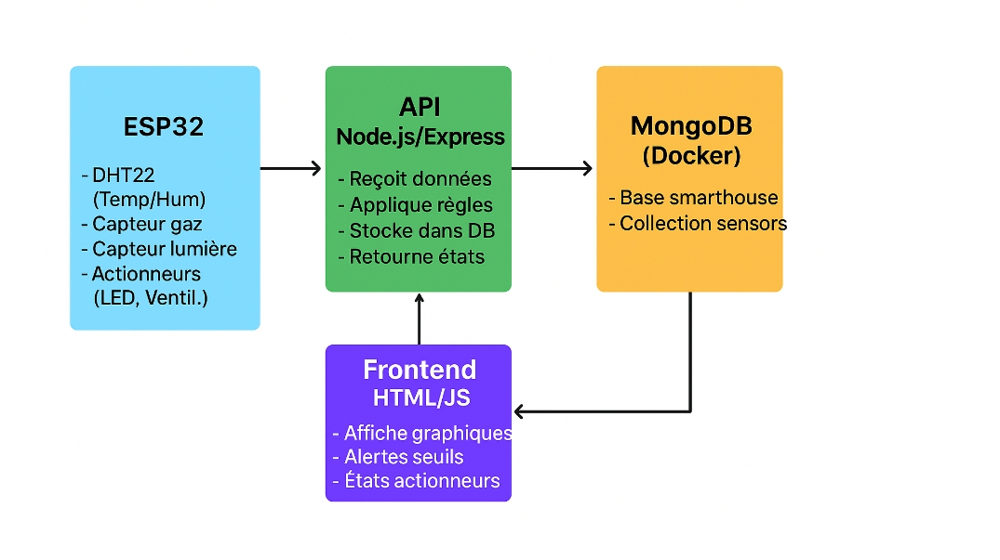 ESP32
- DHT22
(Temp/Hum)
- Capteur gaz
- Capteur lumière
- Actionneurs
(LED, Ventil.)
API
Node.js/Express
- Reçoit données
- Applique règles
- Stocke dans DB
- Retourne états
MongoDB
(Docker)
- Base smarthouse
- Collection sensors
Frontend
HTML/JS
- Affiche graphiques
- Alertes seuils
- États actionneurs